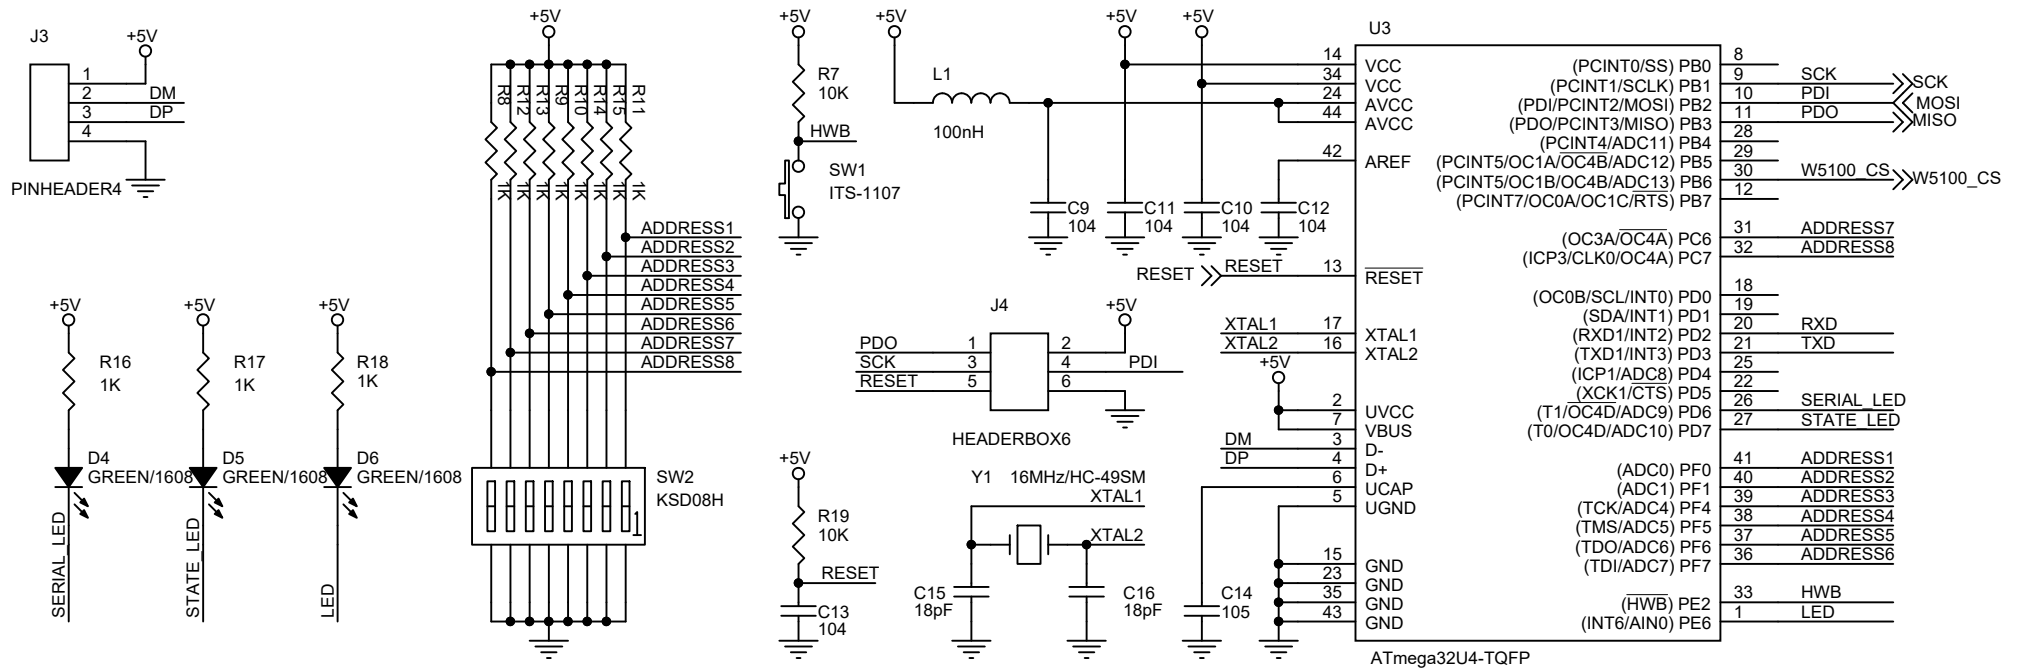 J3
+5V
1
2 DM
3 DP
4
PINHEADER4
+5V
R8
R12
R13
R9
R10
R14
R15
R11
1K
1K
1K
1K
1K
1K
1K
1K
ADDRESS1
ADDRESS2
ADDRESS3
ADDRESS4
ADDRESS5
ADDRESS6
ADDRESS7
ADDRESS8
SW2
KSD08H
1
+5V
R16
1K
D4
GREEN/1608
SERIAL_LED
+5V
R17
1K
D5
GREEN/1608
STATE_LED
+5V
R18
1K
D6
GREEN/1608
LED
+5V
R7
10K
HWB
SW1
ITS-1107
+5V
L1
100nH
+5V
+5V
C9
104
C11
104
C10
104
C12
104
RESET RESET
J4
+5V
PDO 1 2
SCK 3 4 PDI
RESET 5 6
HEADERBOX6
+5V
R19
10K
RESET
C13
104
Y1 16MHz/HC-49SM
XTAL1
XTAL2
C15
18pF
C16
18pF
C14
105
U3
14 VCC
34 VCC
24 AVCC
44 AVCC
42 AREF
13 RESET
XTAL1 17 XTAL1
XTAL2 16 XTAL2
+5V
2 UVCC
7 VBUS
DM 3 D-
DP 4 D+
6 UCAP
5 UGND
15 GND
23 GND
35 GND
43 GND
(PCINT0/SS) PB0 8
(PCINT1/SCLK) PB1 9 SCK SCK
(PDI/PCINT2/MOSI) PB2 10 PDI MOSI
(PDO/PCINT3/MISO) PB3 11 PDO MISO
(PCINT4/ADC11) PB4 28
(PCINT5/OC1A/OC4B/ADC12) PB5 29
(PCINT5/OC1B/OC4B/ADC13) PB6 30 W5100_CS W5100_CS
(PCINT7/OC0A/OC1C/RTS) PB7 12
(OC3A/OC4A) PC6 31 ADDRESS7
(ICP3/CLK0/OC4A) PC7 32 ADDRESS8
(OC0B/SCL/INT0) PD0 18
(SDA/INT1) PD1 19
(RXD1/INT2) PD2 20 RXD
(TXD1/INT3) PD3 21 TXD
(ICP1/ADC8) PD4 25
(XCK1/CTS) PD5 22
(T1/OC4D/ADC9) PD6 26 SERIAL_LED
(T0/OC4D/ADC10) PD7 27 STATE_LED
(ADC0) PF0 41 ADDRESS1
(ADC1) PF1 40 ADDRESS2
(TCK/ADC4) PF4 39 ADDRESS3
(TMS/ADC5) PF5 38 ADDRESS4
(TDO/ADC6) PF6 37 ADDRESS5
(TDI/ADC7) PF7 36 ADDRESS6
(HWB) PE2 33 HWB
(INT6/AIN0) PE6 1 LED
ATmega32U4-TQFP